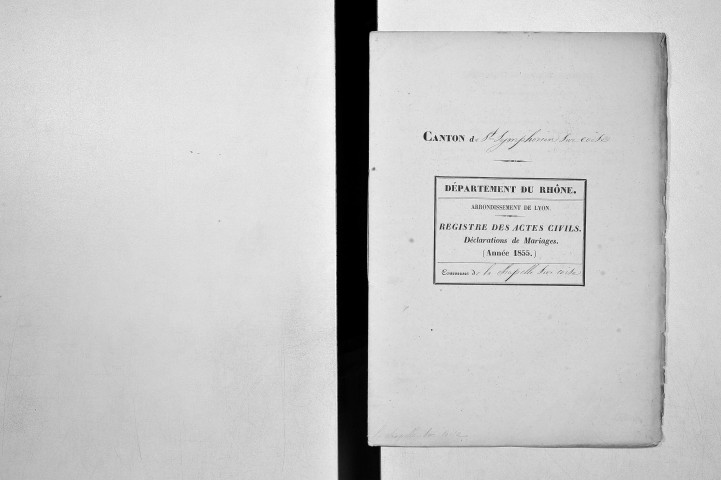 CANTON de St Symphorien sur coise
DÉPARTEMENT DU RHÔNE.
ARRONDISSEMENT DE LYON.
REGISTRE DES ACTES CIVILS.
Déclarations de Mariages.
(Année 1855.)
Commune de la Chapelle sur coise